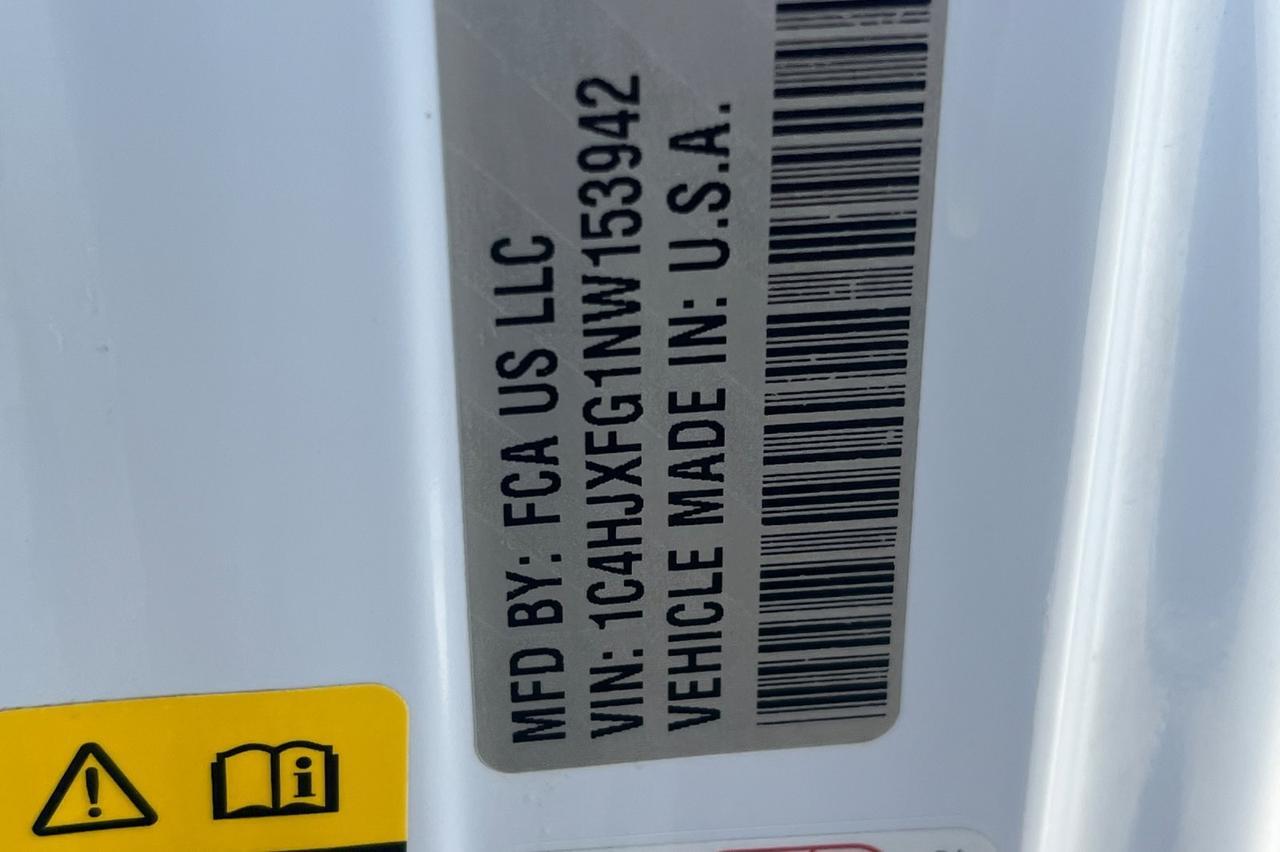 MFD BY: FCA US LLC
VIN: 1C4HJXFG1NW153942
VEHICLE MADE IN: U.S.A.